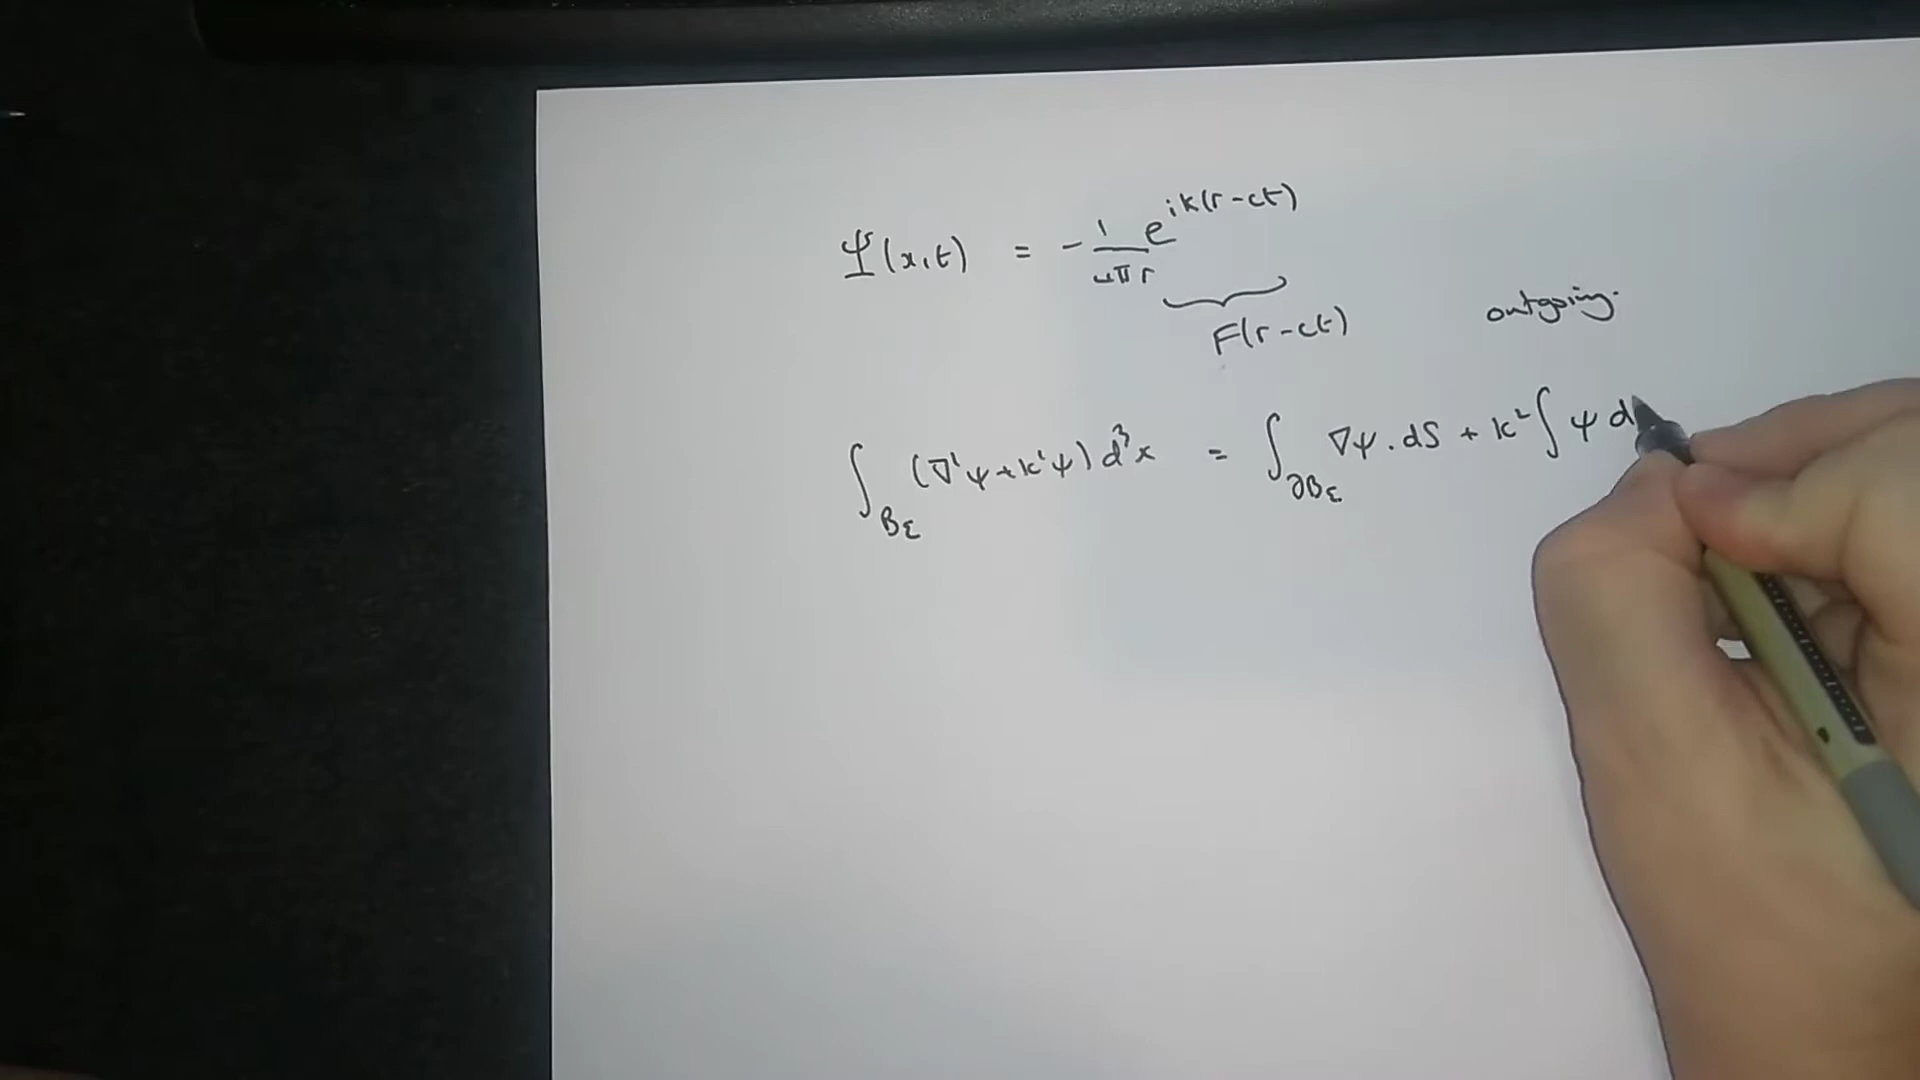 Ψ(x,t) = - 1/4πr e^{ik(r-ct)}
F(r-ct) outgoing.
∫_{B_ε} (∇²ψ+k²ψ) d³x = ∫_{∂B_ε} ∇ψ . dS + k² ∫ ψ d